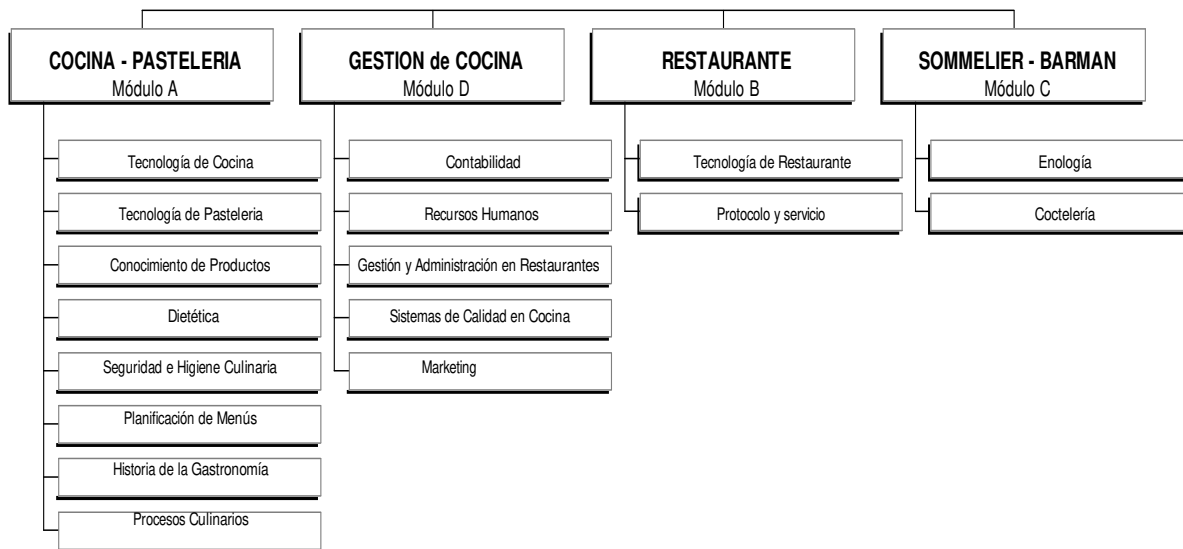 COCINA - PASTELERIA
Módulo A
Tecnología de Cocina
Tecnología de Pasteleria
Conocimiento de Productos
Dietética
Seguridad e Higiene Culinaria
Planificación de Menús
Historia de la Gastronomía
Procesos Culinarios
GESTION de COCINA
Módulo D
Contabilidad
Recursos Humanos
Gestión y Administración en Restaurantes
Sistemas de Calidad en Cocina
Marketing
RESTAURANTE
Módulo B
Tecnología de Restaurante
Protocolo y servicio
SOMMELIER - BARMAN
Módulo C
Enología
Coctelería